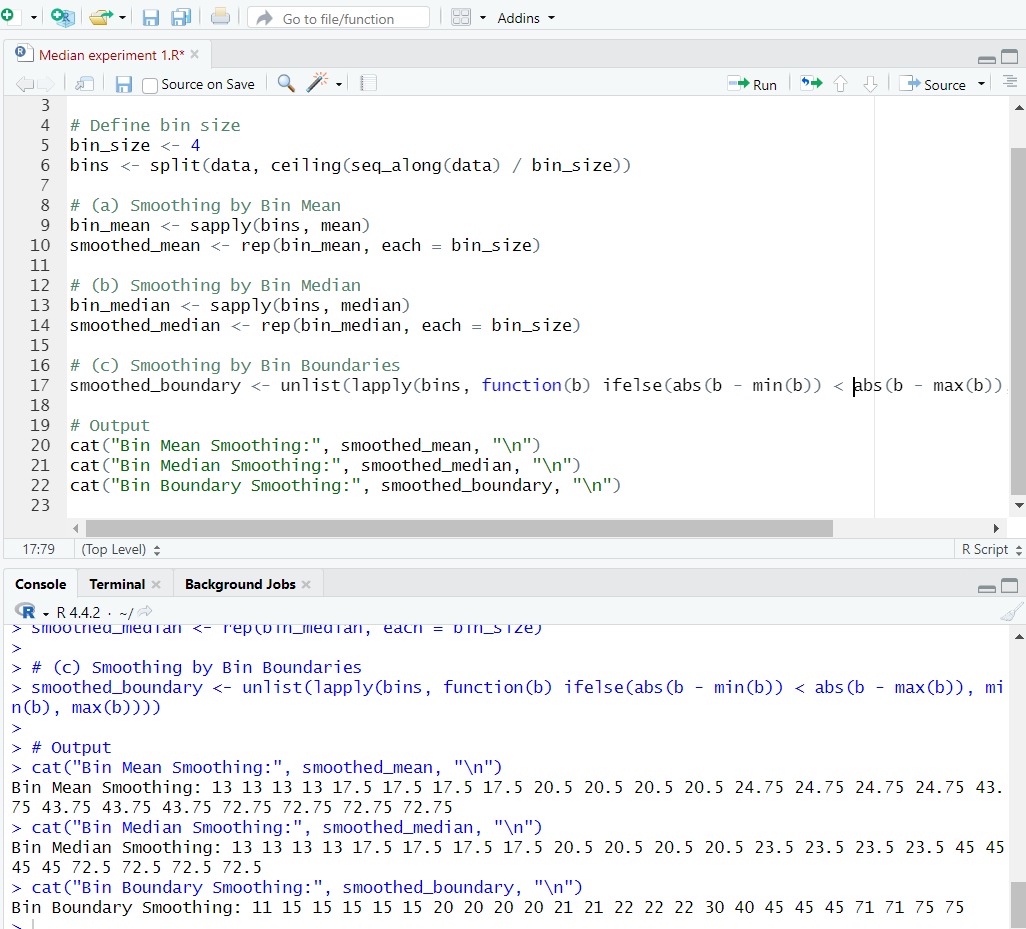 Go to file/function
Addins
Median experiment 1.R*
Source on Save
Run
Source
3
4 # Define bin size
5 bin_size <- 4
6 bins <- split(data, ceiling(seq_along(data) / bin_size))
7
8 # (a) Smoothing by Bin Mean
9 bin_mean <- sapply(bins, mean)
10 smoothed_mean <- rep(bin_mean, each = bin_size)
11
12 # (b) Smoothing by Bin Median
13 bin_median <- sapply(bins, median)
14 smoothed_median <- rep(bin_median, each = bin_size)
15
16 # (c) Smoothing by Bin Boundaries
17 smoothed_boundary <- unlist(lapply(bins, function(b) ifelse(abs(b - min(b)) < abs(b - max(b))
18
19 # Output
20 cat("Bin Mean Smoothing:", smoothed_mean, "\n")
21 cat("Bin Median Smoothing:", smoothed_median, "\n")
22 cat("Bin Boundary Smoothing:", smoothed_boundary, "\n")
23
17:79 (Top Level) R Script
Console Terminal Background Jobs
R R 4.4.2 · ~/
> smoothed_median <- rep(bin_median, each = bin_size)
>
> # (c) Smoothing by Bin Boundaries
> smoothed_boundary <- unlist(lapply(bins, function(b) ifelse(abs(b - min(b)) < abs(b - max(b)), mi
n(b), max(b))))
>
> # Output
> cat("Bin Mean Smoothing:", smoothed_mean, "\n")
Bin Mean Smoothing: 13 13 13 13 17.5 17.5 17.5 17.5 20.5 20.5 20.5 20.5 24.75 24.75 24.75 24.75 43.
75 43.75 43.75 43.75 72.75 72.75 72.75 72.75
> cat("Bin Median Smoothing:", smoothed_median, "\n")
Bin Median Smoothing: 13 13 13 13 17.5 17.5 17.5 17.5 20.5 20.5 20.5 20.5 23.5 23.5 23.5 23.5 45 45
45 45 72.5 72.5 72.5 72.5
> cat("Bin Boundary Smoothing:", smoothed_boundary, "\n")
Bin Boundary Smoothing: 11 15 15 15 15 15 20 20 20 20 21 21 22 22 22 30 40 45 45 45 71 71 75 75
>